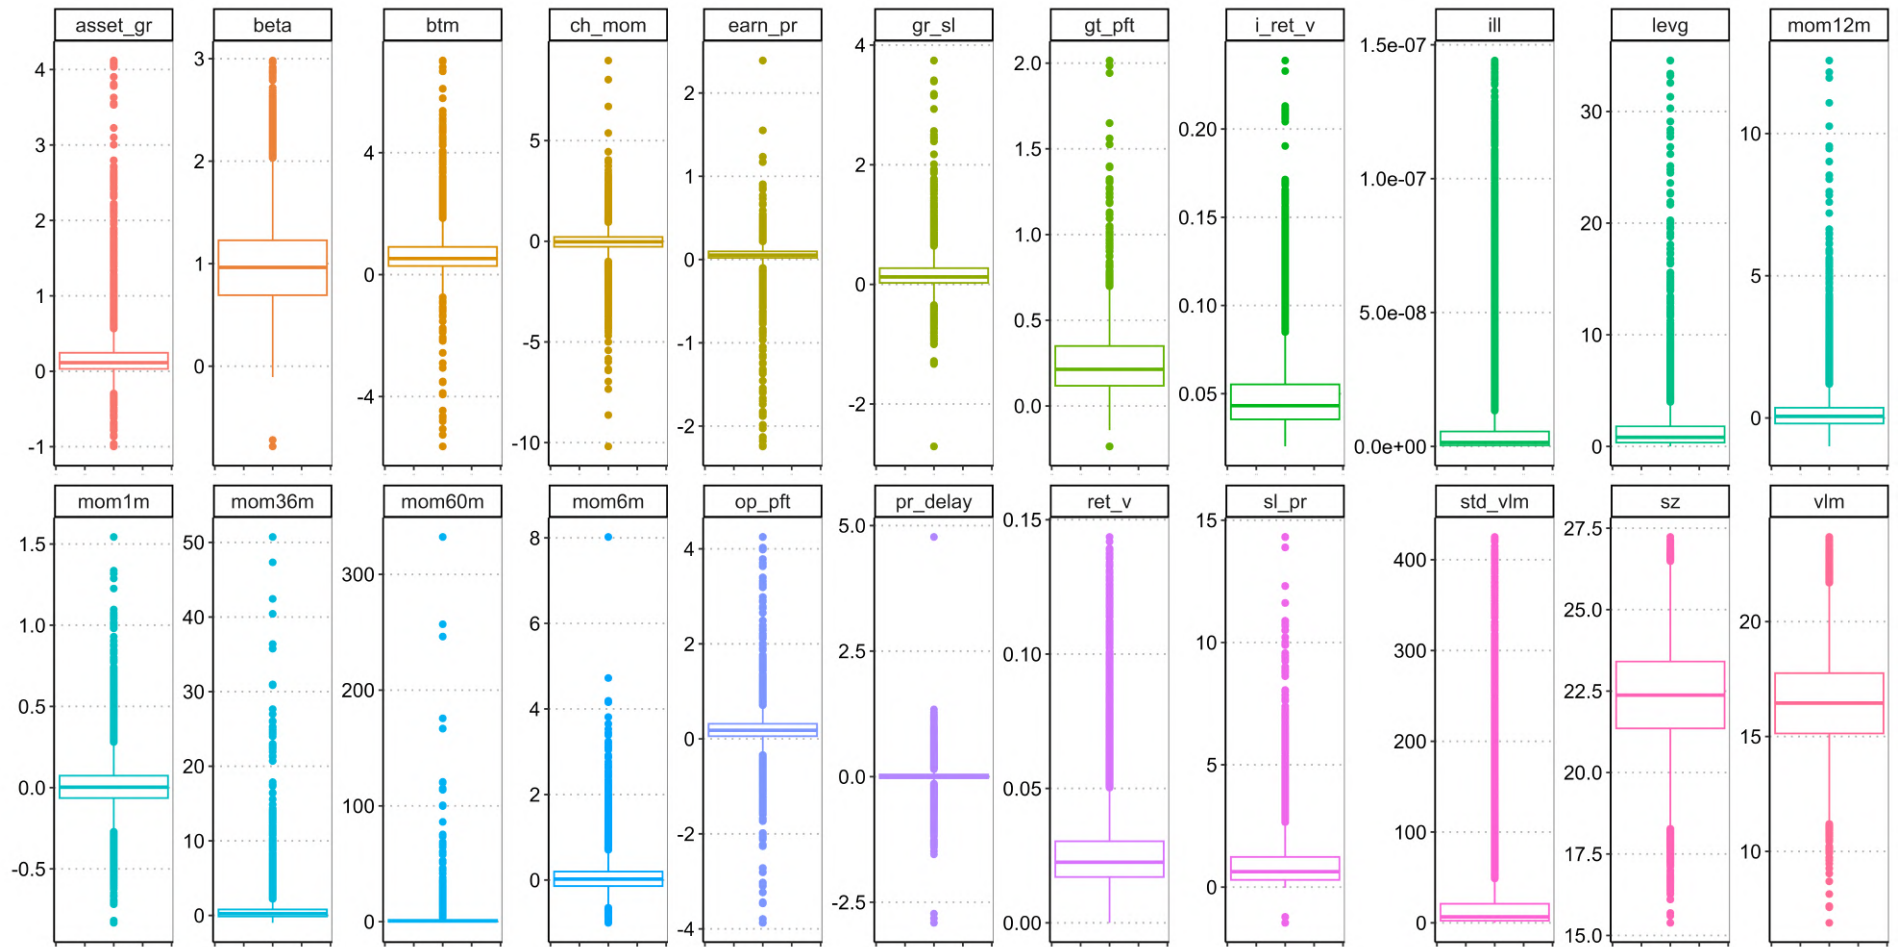 asset_gr beta btm ch_mom earn_pr gr_sl gt_pft i_ret_v ill levg mom12m
4 3 2 1 0 -1
3 2 1 0
4 0 -4
5 0 -5 -10
2 1 0 -1 -2
4 2 0 -2
2.0 1.5 1.0 0.5 0.0
0.20 0.15 0.10 0.05
1.5e-07 1.0e-07 5.0e-08 0.0e+00
30 20 10 0
10 5 0
mom1m mom36m mom60m mom6m op_pft pr_delay ret_v sl_pr std_vlm sz vlm
1.5 1.0 0.5 0.0 -0.5
50 40 30 20 10 0
300 200 100 0
8 6 4 2 0
4 2 0 -2 -4
5.0 2.5 0.0 -2.5
0.15 0.10 0.05 0.00
15 10 5 0
400 300 200 100 0
27.5 25.0 22.5 20.0 17.5 15.0
20 15 10